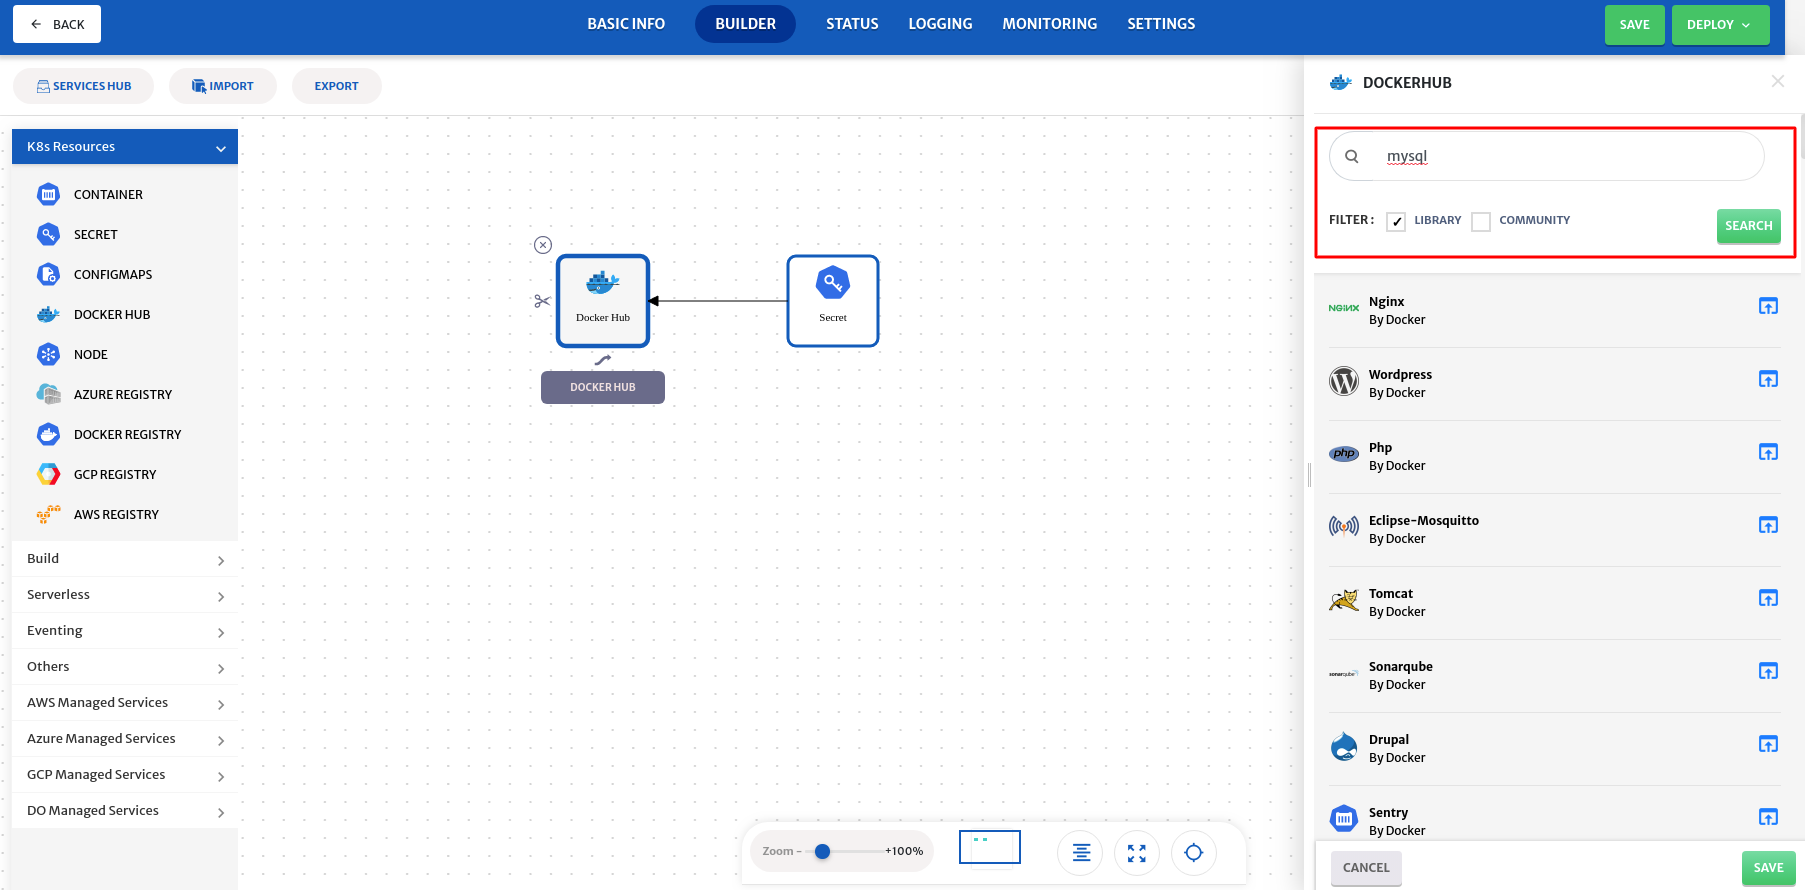 BACK
BASIC INFO
BUILDER
STATUS
LOGGING
MONITORING
SETTINGS
SAVE
DEPLOY
SERVICES HUB
IMPORT
EXPORT
K8s Resources
CONTAINER
SECRET
CONFIGMAPS
DOCKER HUB
NODE
AZURE REGISTRY
DOCKER REGISTRY
GCP REGISTRY
AWS REGISTRY
Build
Serverless
Eventing
Others
AWS Managed Services
Azure Managed Services
GCP Managed Services
DO Managed Services
Docker Hub
DOCKER HUB
Secret
Zoom - +100%
DOCKERHUB
mysql
FILTER : LIBRARY COMMUNITY
SEARCH
NGINX
Nginx
By Docker
Wordpress
By Docker
php
Php
By Docker
Eclipse-Mosquitto
By Docker
Tomcat
By Docker
sonarqube
Sonarqube
By Docker
Drupal
By Docker
Sentry
By Docker
CANCEL
SAVE